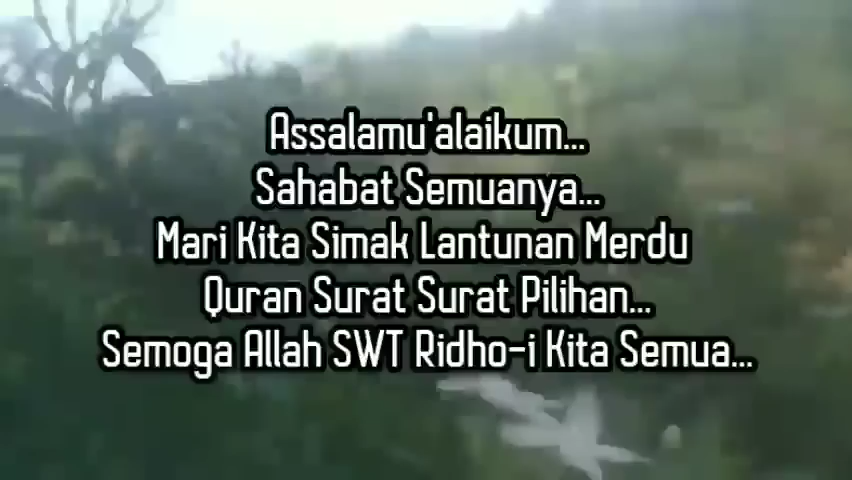 Assalamu'alaikum...
Sahabat Semuanya...
Mari Kita Simak Lantunan Merdu
Quran Surat Surat Pilihan...
Semoga Allah SWT Ridho-i Kita Semua...